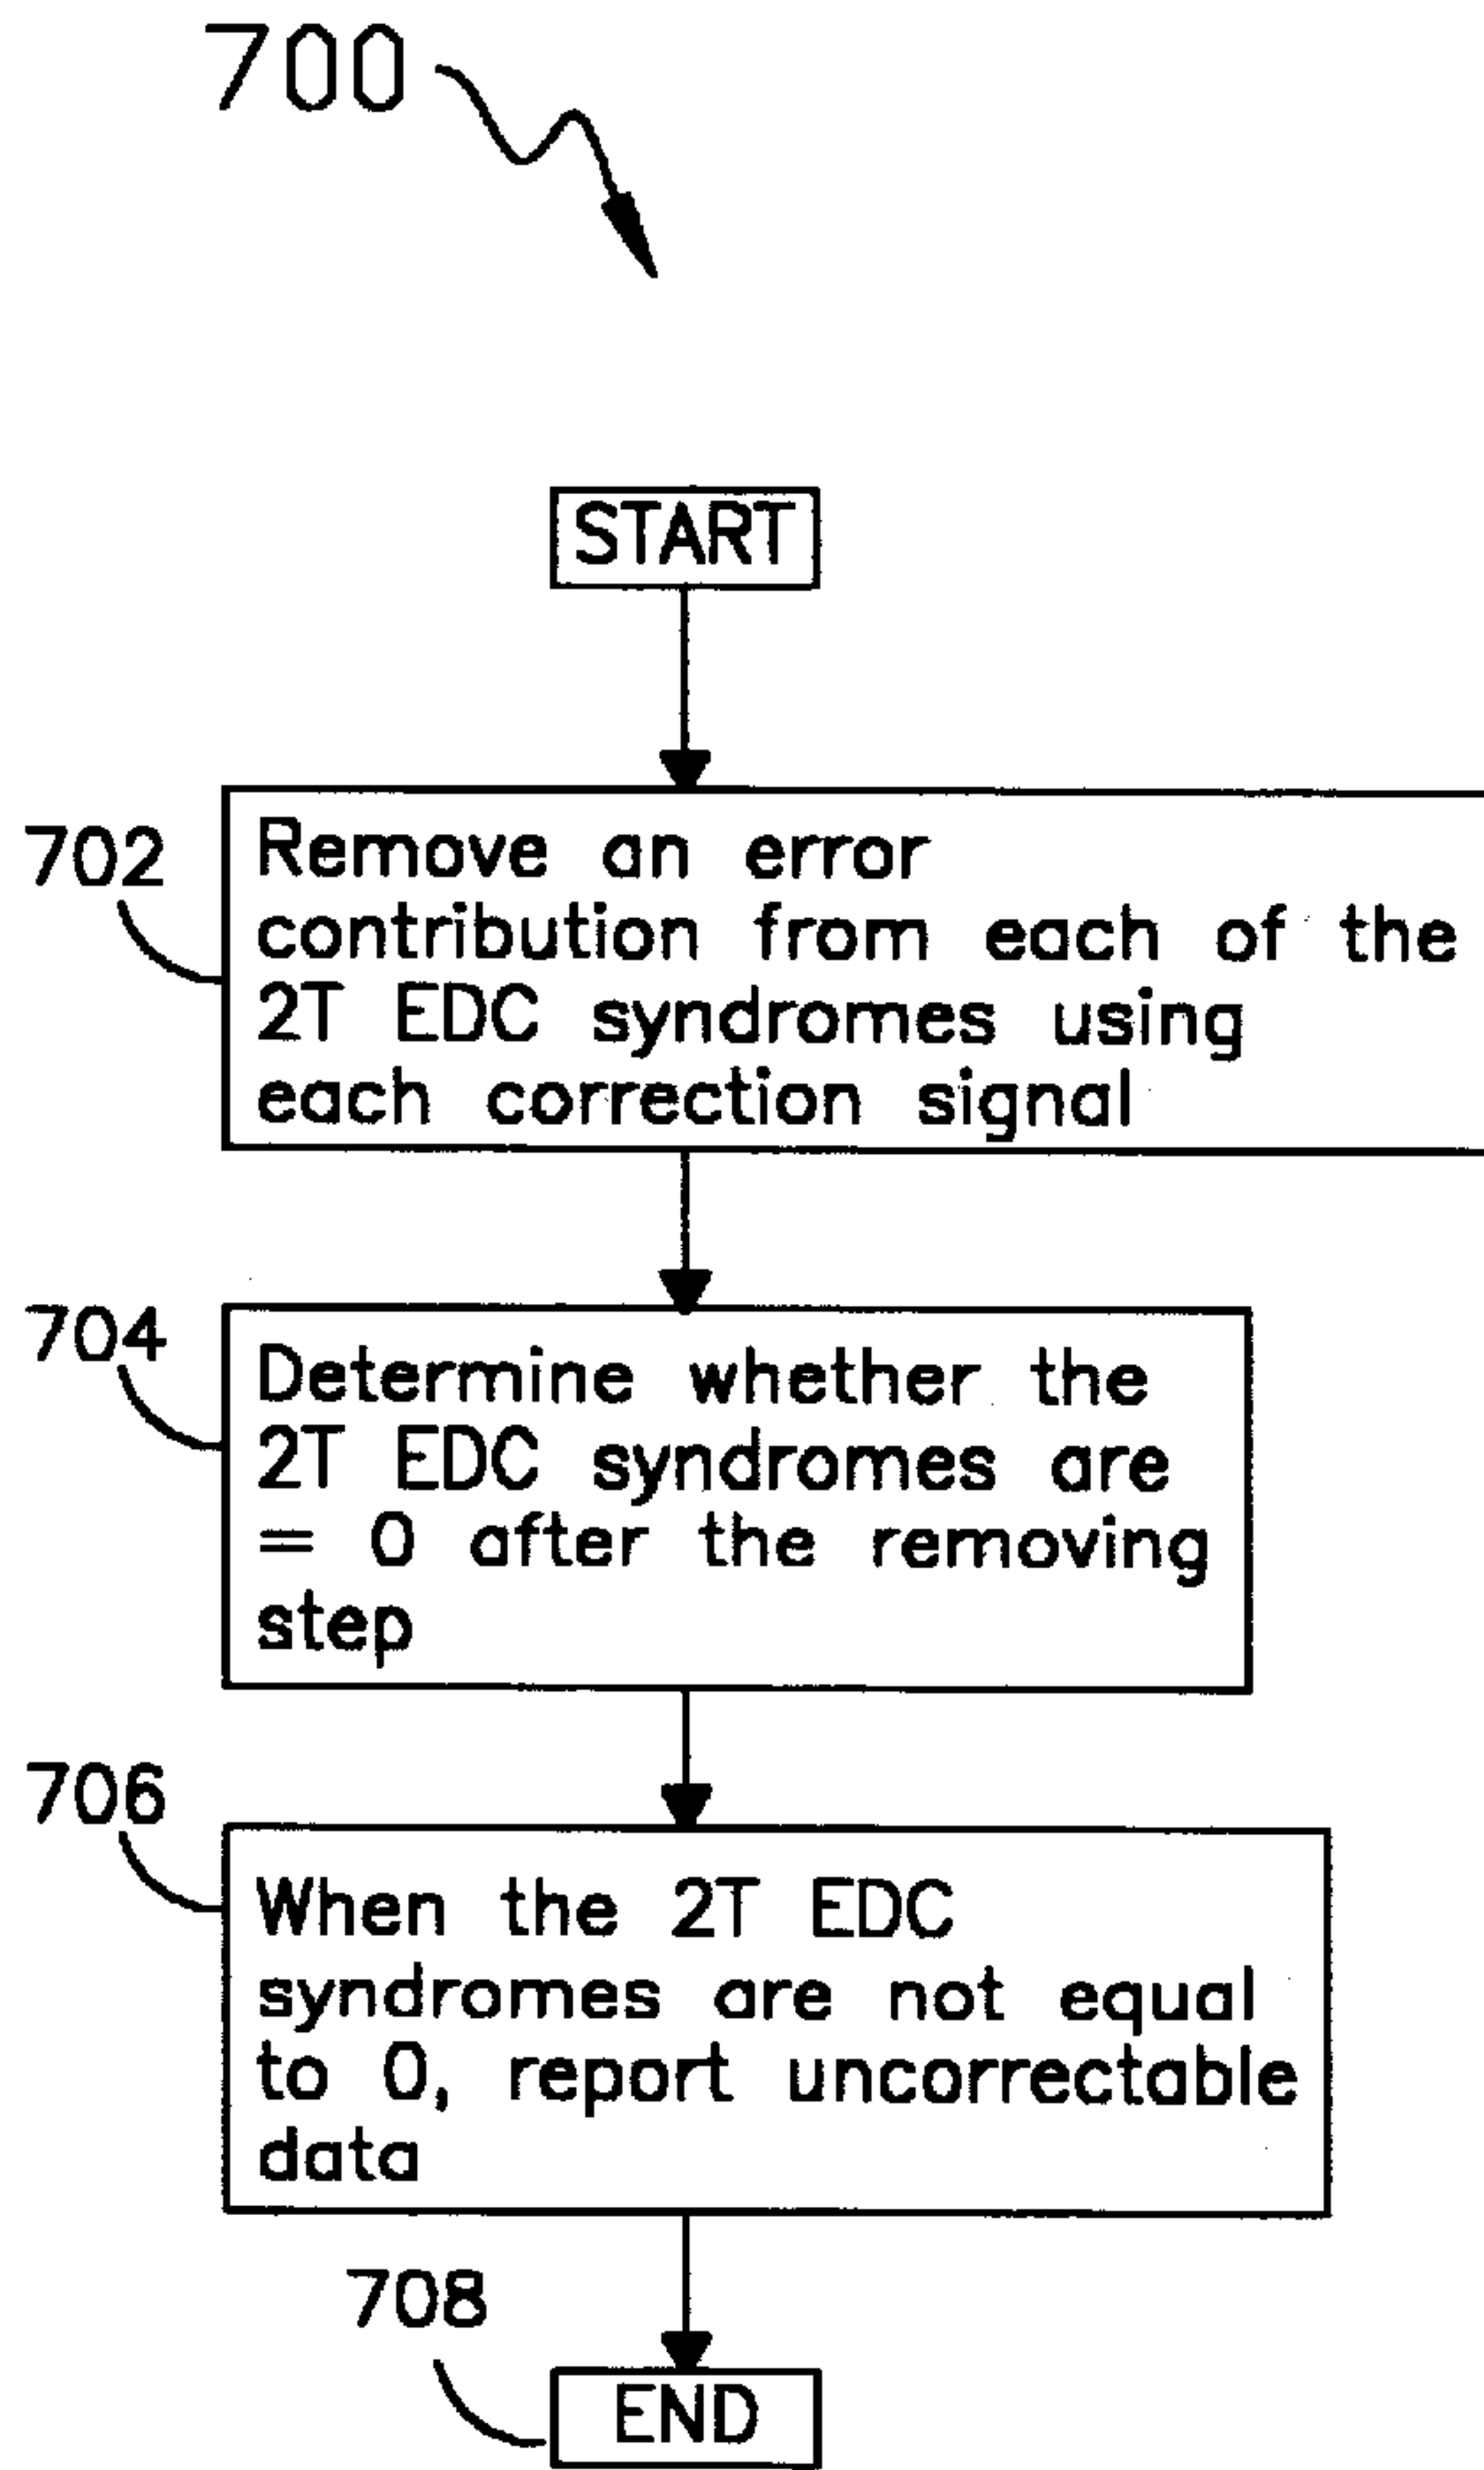 700
START
702
Remove an error
contribution from each of the
2T EDC syndromes using
each correction signal
704
Determine whether the
2T EDC syndromes are
= 0 after the removing
step
706
When the 2T EDC
syndromes are not equal
to 0, report uncorrectable
data
708
END